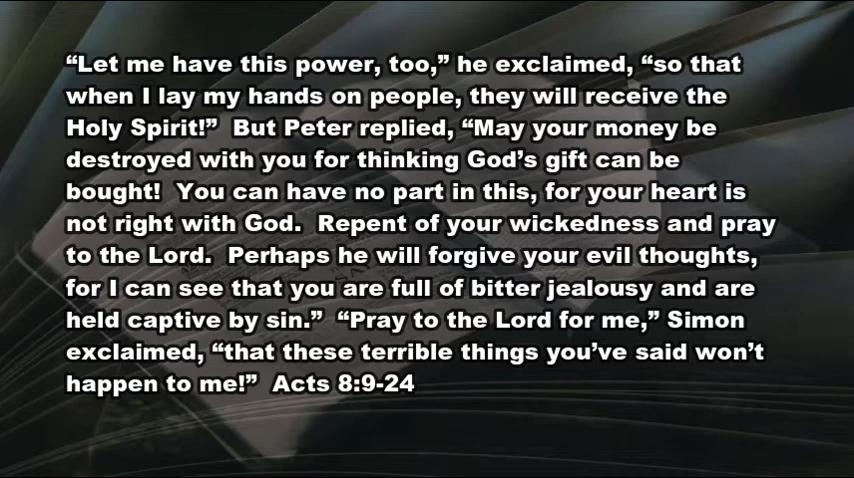 “Let me have this power, too,” he exclaimed, “so that
when I lay my hands on people, they will receive the
Holy Spirit!”  But Peter replied, “May your money be
destroyed with you for thinking God’s gift can be
bought!  You can have no part in this, for your heart is
not right with God.  Repent of your wickedness and pray
to the Lord.  Perhaps he will forgive your evil thoughts,
for I can see that you are full of bitter jealousy and are
held captive by sin.”  “Pray to the Lord for me,” Simon
exclaimed, “that these terrible things you’ve said won’t
happen to me!”  Acts 8:9-24